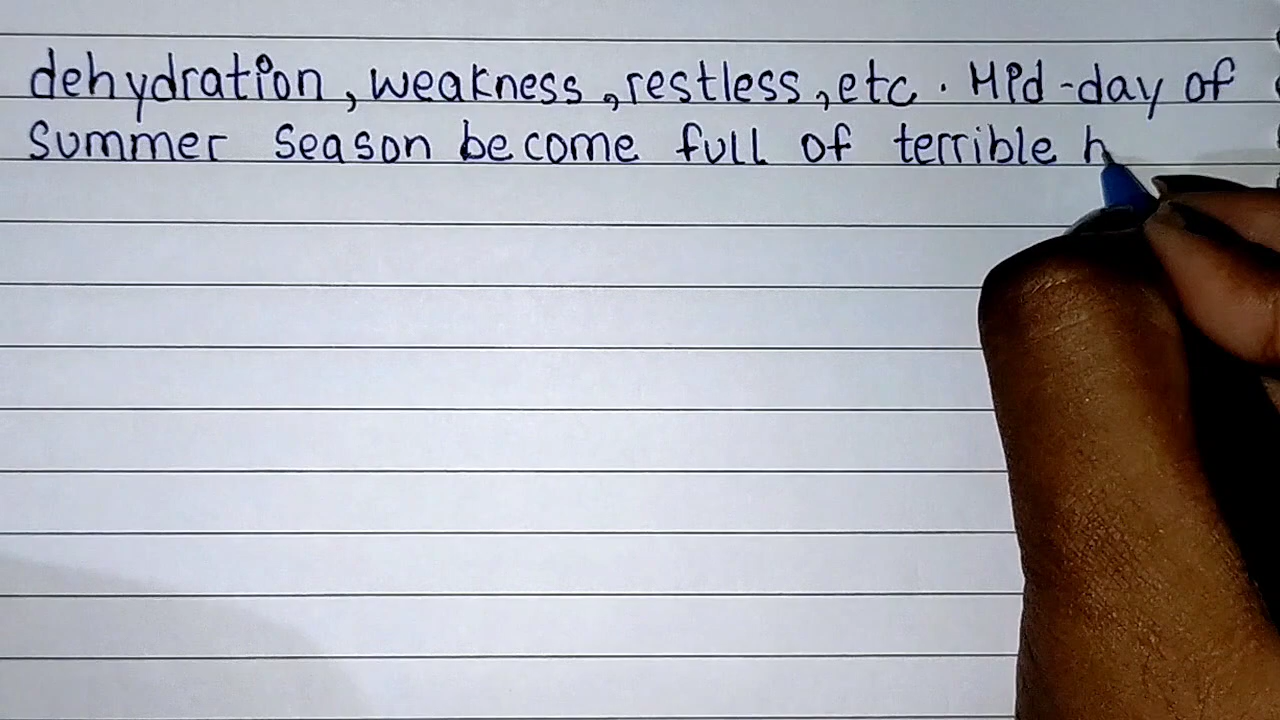 dehydration, weakness, restless, etc. Mid-day of
summer season become full of terrible h